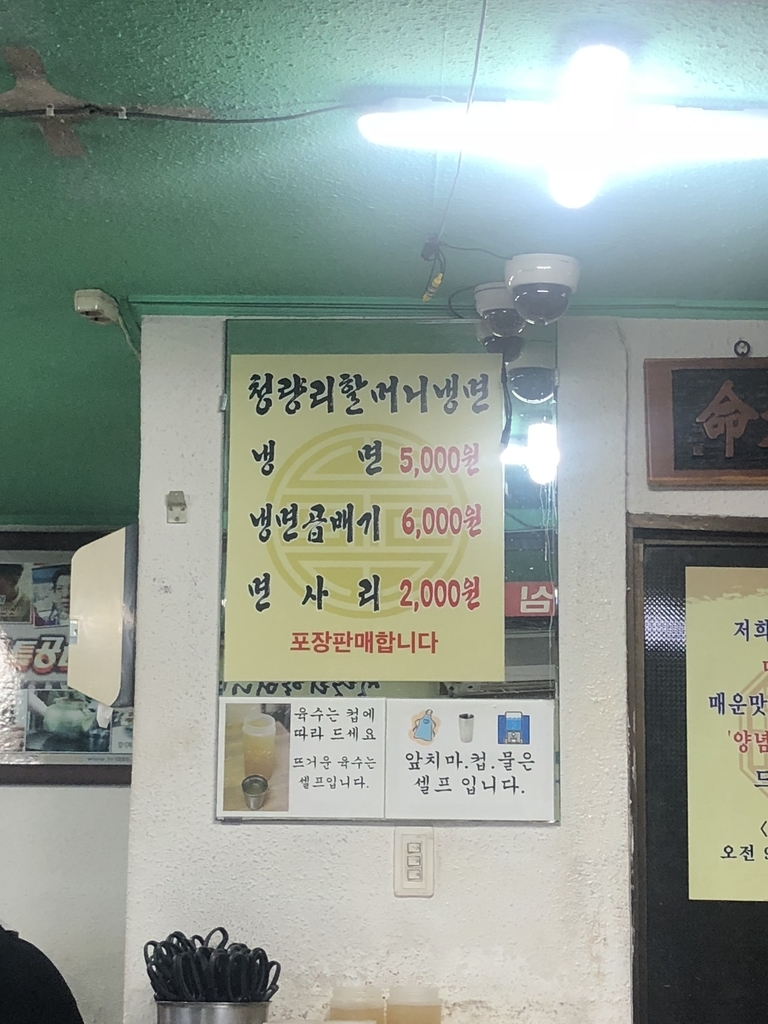 청량리할머니냉면
냉 면 5,000원
냉면곱배기 6,000원
면 사 리 2,000원
포장판매합니다
육수는 컵에
따라 드세요
뜨거운 육수는
셀프입니다.
앞치마.컵.물은
셀프 입니다.
命
저희
매운맛
'양념
오전 9